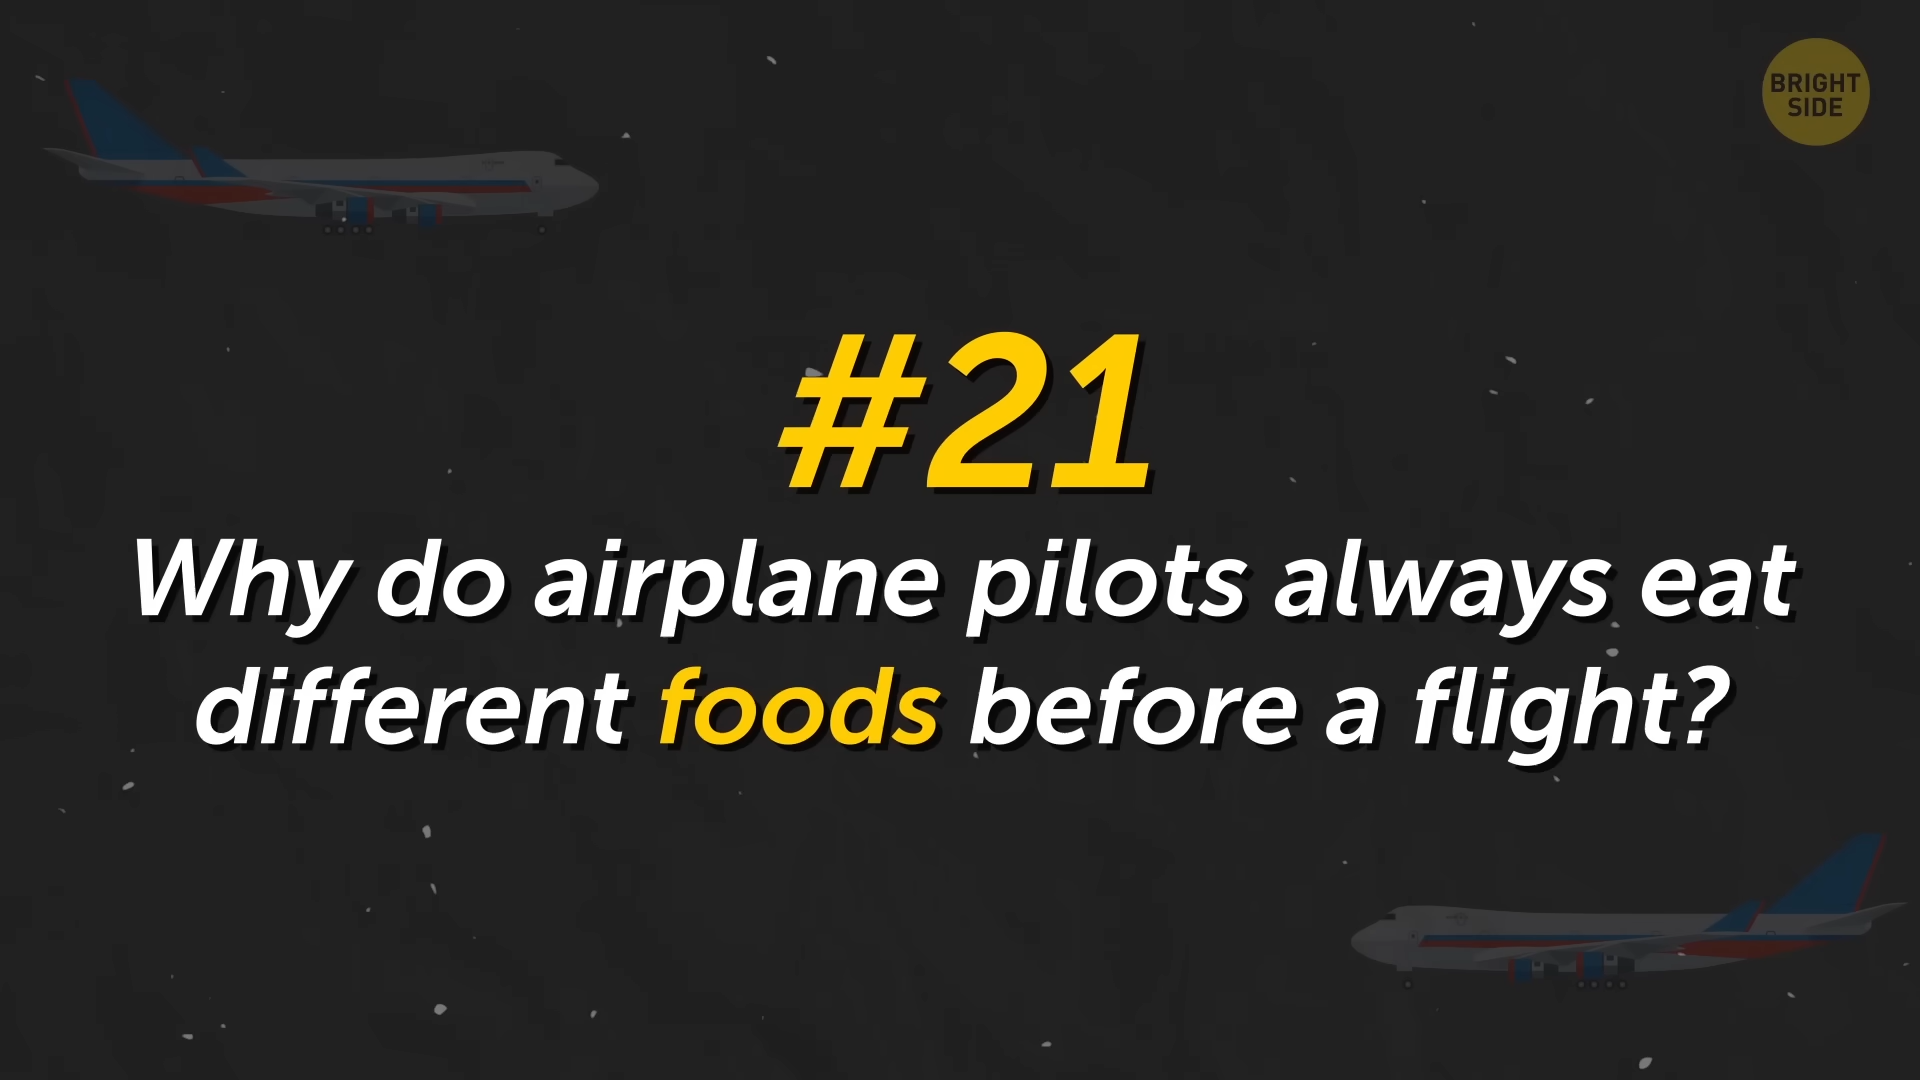 BRIGHT
SIDE
#21
Why do airplane pilots always eat
different foods before a flight?